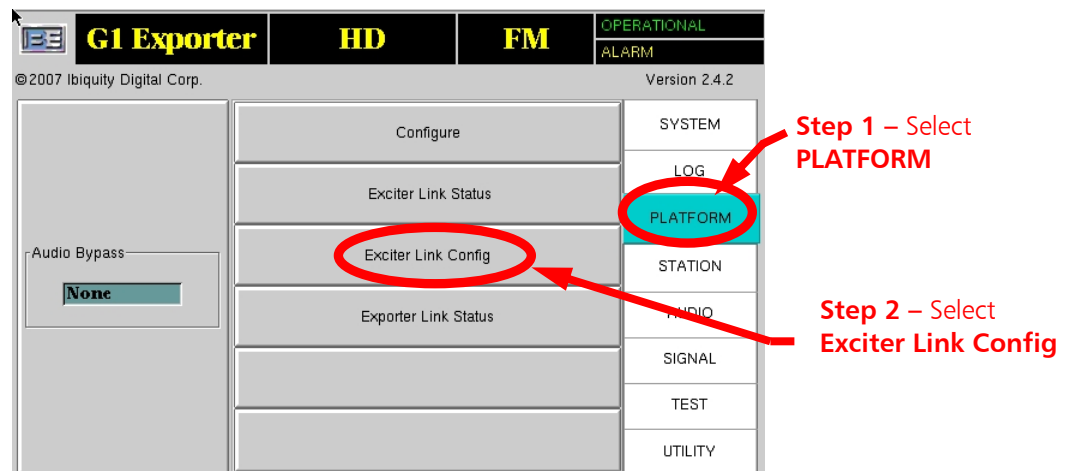 BE G1 Exporter HD FM OPERATIONAL
ALARM
©2007 Ibiquity Digital Corp. Version 2.4.2
Configure
Exciter Link Status
Exciter Link Config
Exporter Link Status
Audio Bypass
None
SYSTEM
LOG
PLATFORM
STATION
AUDIO
SIGNAL
TEST
UTILITY
Step 1 – Select
PLATFORM
Step 2 – Select
Exciter Link Config